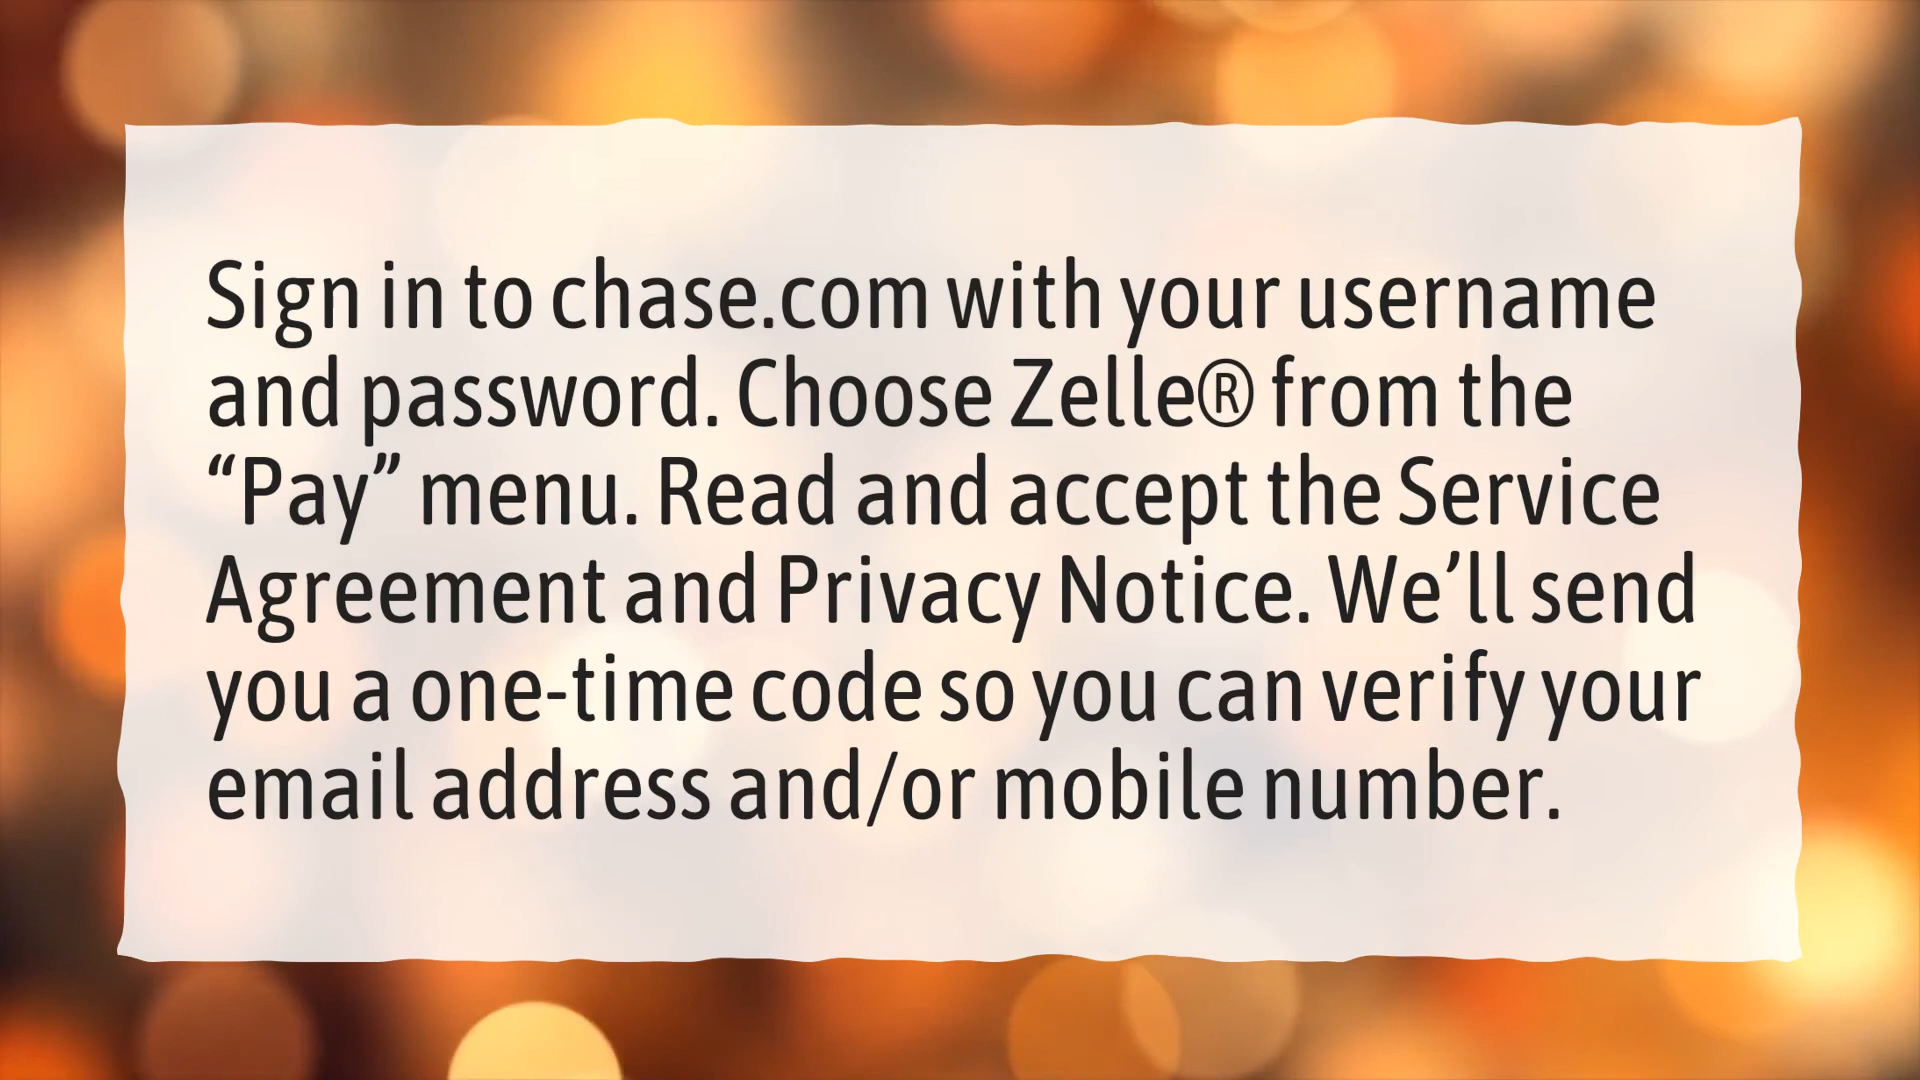 Sign in to chase.com with your username
and password. Choose Zelle® from the
“Pay” menu. Read and accept the Service
Agreement and Privacy Notice. We’ll send
you a one-time code so you can verify your
email address and/or mobile number.